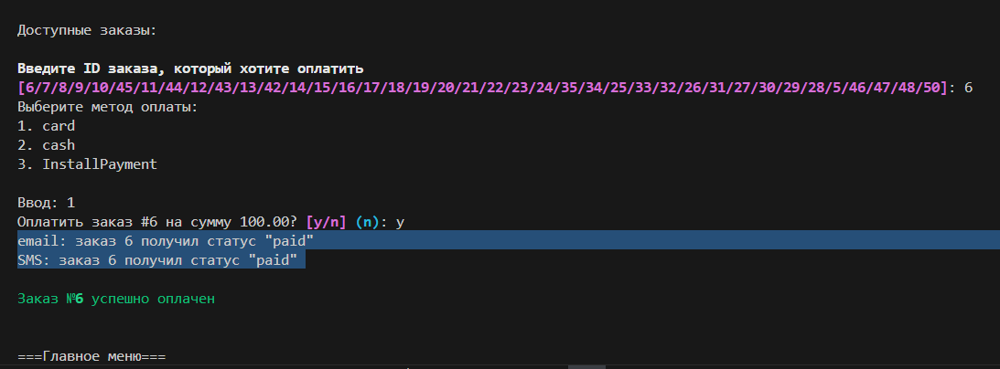 Доступные заказы:
Введите ID заказа, который хотите оплатить
[6/7/8/9/10/45/11/44/12/43/13/42/14/15/16/17/18/19/20/21/22/23/24/35/34/25/33/32/26/31/27/30/29/28/5/46/47/48/50]: 6
Выберите метод оплаты:
1. card
2. cash
3. InstallPayment
Ввод: 1
Оплатить заказ #6 на сумму 100.00? [y/n] (n): y
email: заказ 6 получил статус "paid"
SMS: заказ 6 получил статус "paid"
Заказ №6 успешно оплачен
===Главное меню===